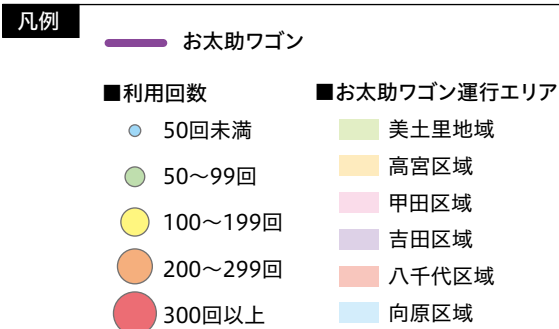 凡例
お太助ワゴン
■利用回数
50回未満
50～99回
100～199回
200～299回
300回以上
■お太助ワゴン運行エリア
美土里地域
高宮区域
甲田区域
吉田区域
八千代区域
向原区域